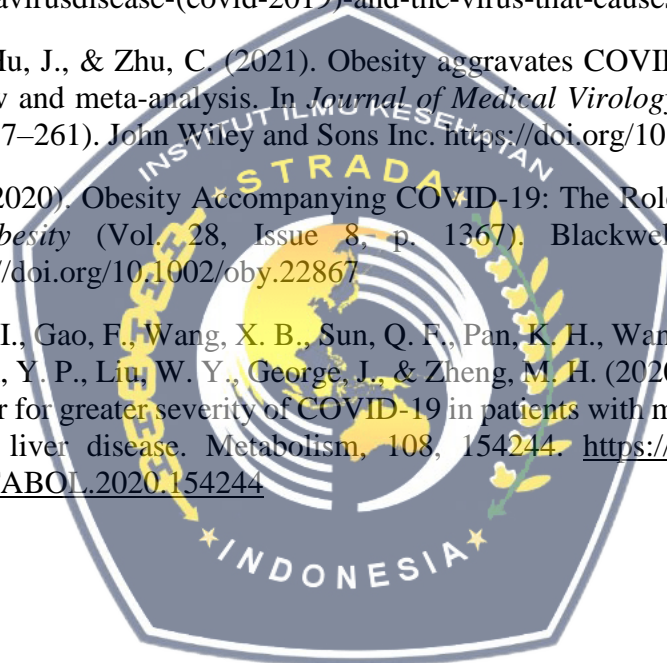 avirusdisease-(covid-2019)-and-the-virus-that-causes
Hu, J., & Zhu, C. (2021). Obesity aggravates COVI
w and meta-analysis. In Journal of Medical Virology
7–261). John Wiley and Sons Inc. https://doi.org/10
2020). Obesity Accompanying COVID-19: The Rol
besity (Vol. 28, Issue 8, p. 1367). Blackwel
//doi.org/10.1002/oby.22867
I., Gao, F., Wang, X. B., Sun, Q. F., Pan, K. H., Wan
, Y. P., Liu, W. Y., George, J., & Zheng, M. H. (2020
r for greater severity of COVID-19 in patients with m
liver disease. Metabolism, 108, 154244. https://
TABOL.2020.154244
INSTITUT ILMU KESEHATAN
STRADA
INDONESIA